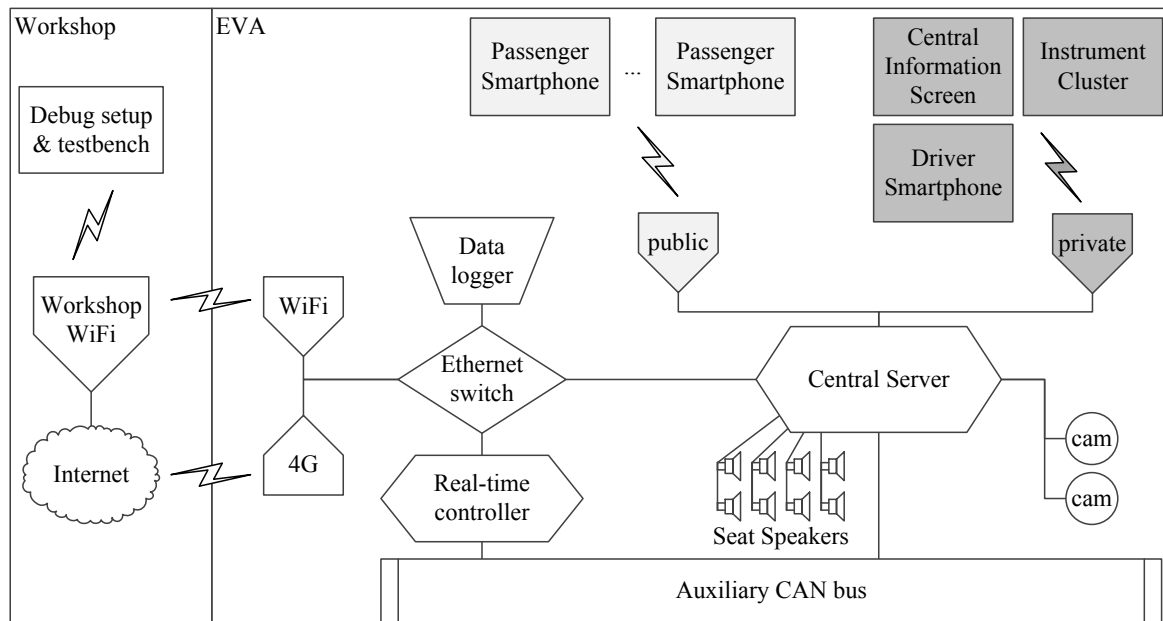 Workshop
EVA
Passenger
Smartphone
...
Passenger
Smartphone
Central
Information
Screen
Instrument
Cluster
Debug setup
& testbench
Driver
Smartphone
Data
logger
public
private
Workshop
WiFi
WiFi
Ethernet
switch
Central Server
cam
Internet
4G
Real-time
controller
cam
Seat Speakers
Auxiliary CAN bus